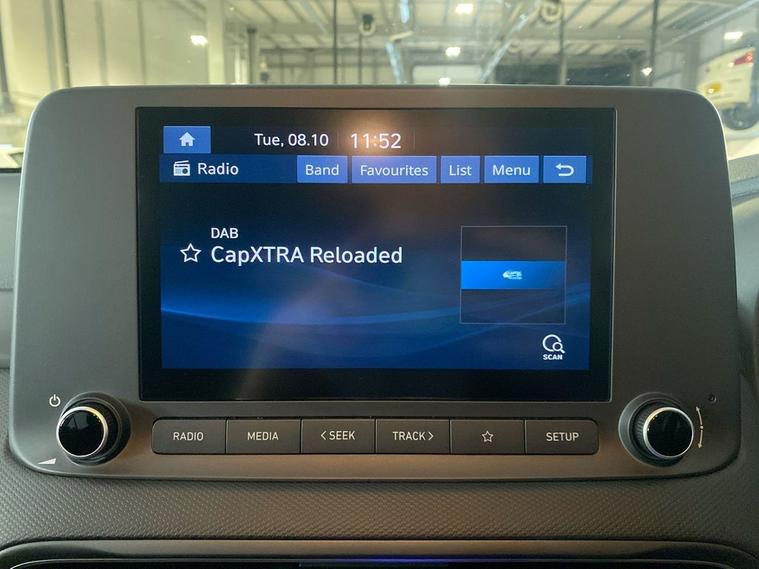 Tue, 08.10 11:52
Radio Band Favourites List Menu
DAB
CapXTRA Reloaded
SCAN
RADIO MEDIA < SEEK TRACK > SETUP